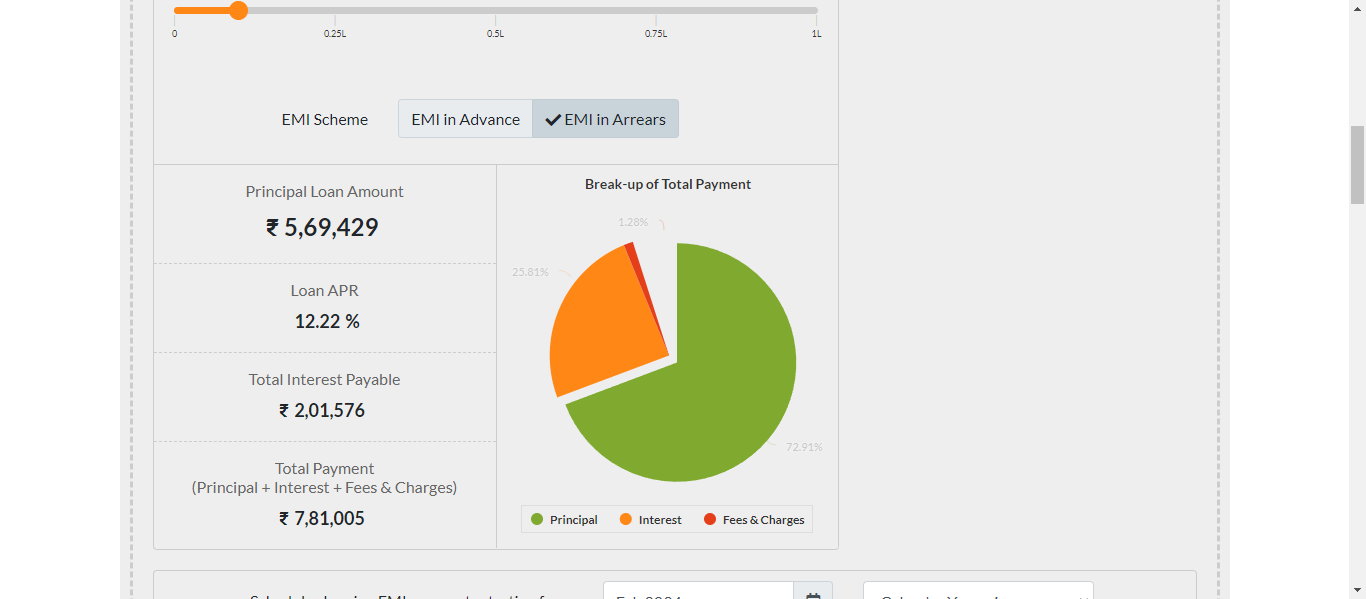 0 0.25L 0.5L 0.75L 1L
EMI Scheme EMI in Advance EMI in Arrears
Principal Loan Amount
₹ 5,69,429
Loan APR
12.22 %
Total Interest Payable
₹ 2,01,576
Total Payment
(Principal + Interest + Fees & Charges)
₹ 7,81,005
Break-up of Total Payment
1.28%
25.81%
72.91%
Principal Interest Fees & Charges